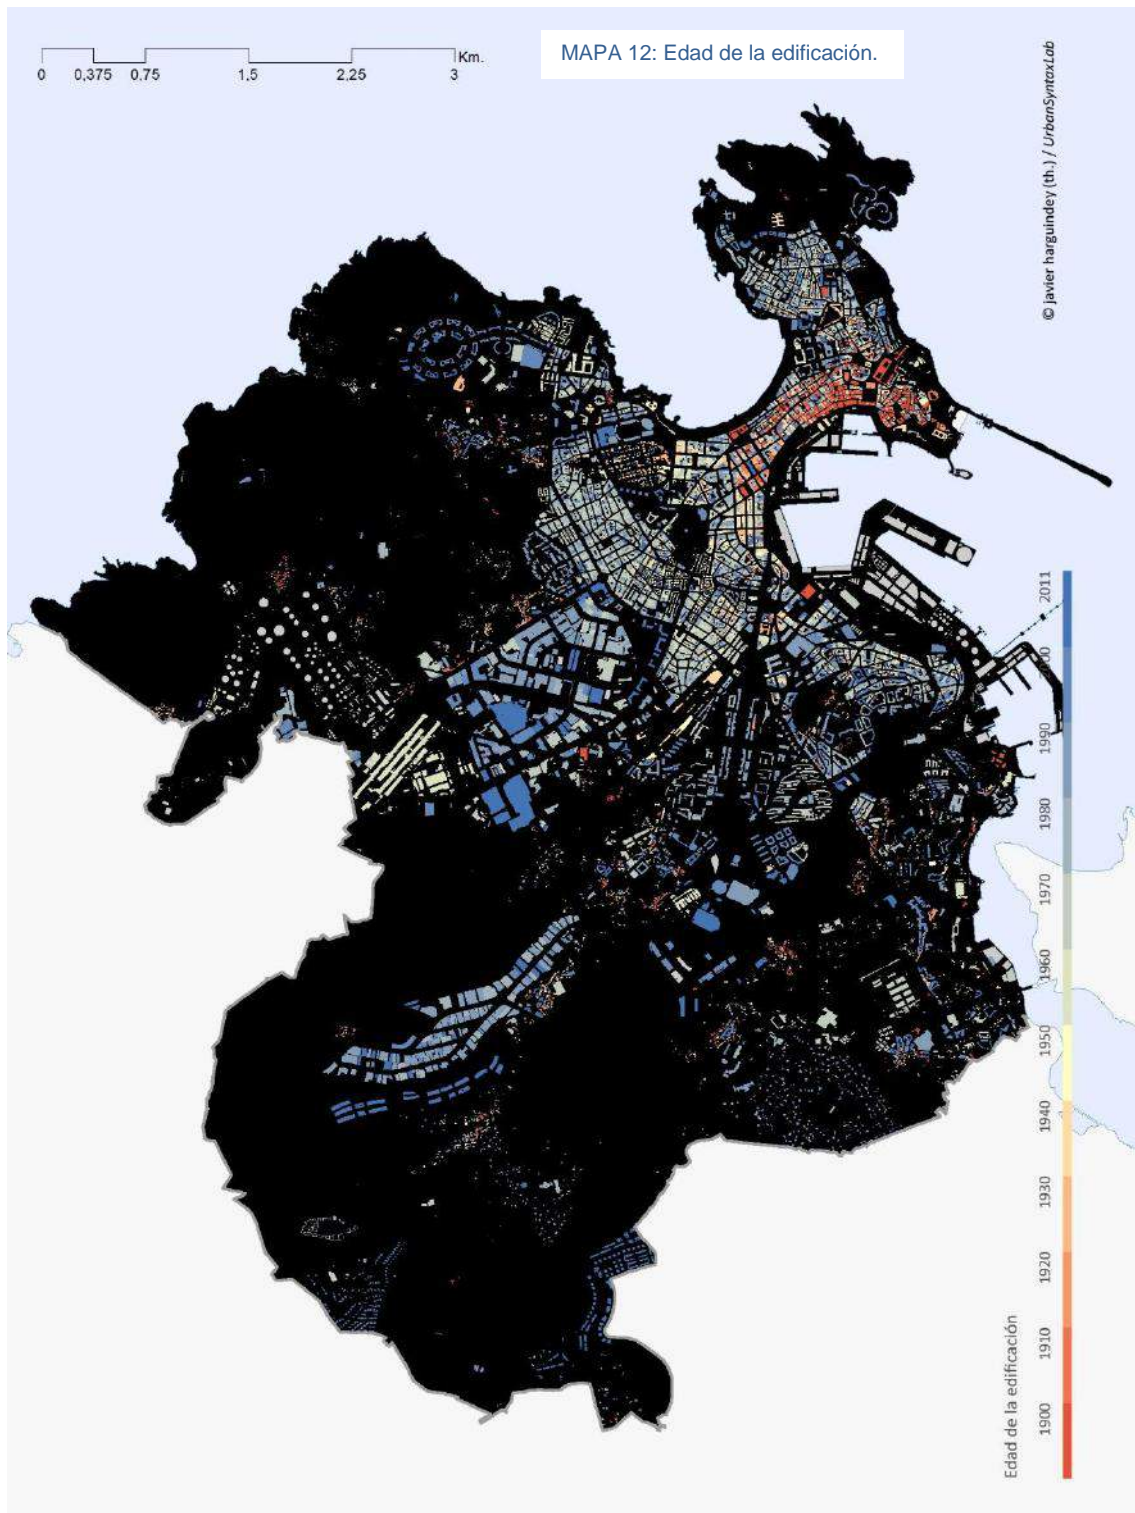 MAPA 12: Edad de la edificación.
Km.
0 0,375 0,75 1,5 2,25 3
© javier harguindey (th.) / UrbanSyntaxLab
Edad de la edificación
1900 1910 1920 1930 1940 1950 1960 1970 1980 1990 2000 2011